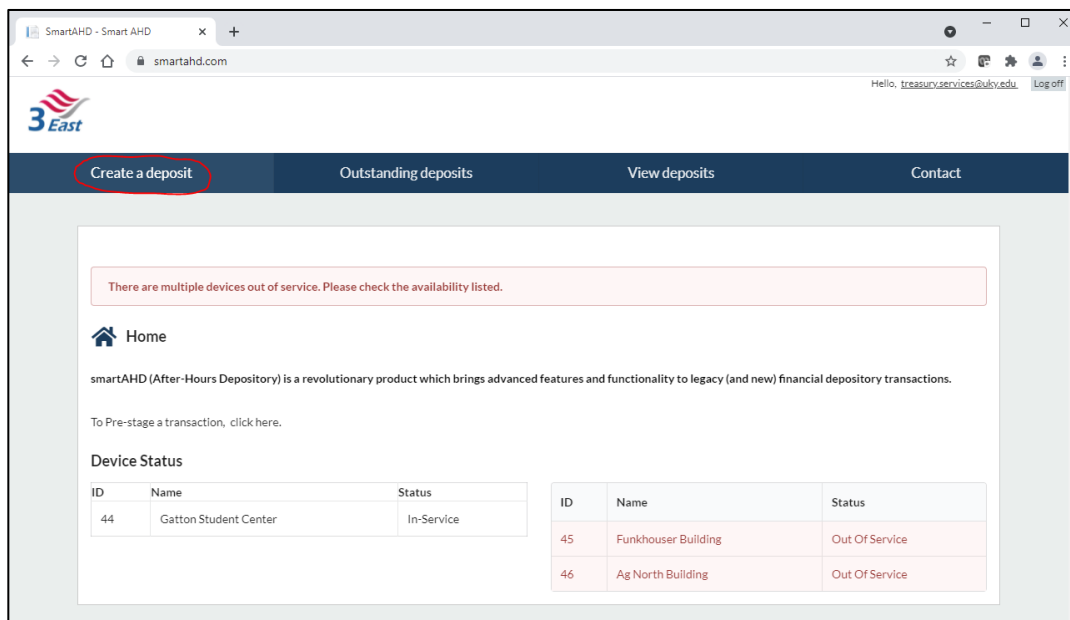 SmartAHD - Smart AHD
smartahd.com
Hello, treasury.services@uky.edu Log off
3 East
Create a deposit Outstanding deposits View deposits Contact
There are multiple devices out of service. Please check the availability listed.
Home
smartAHD (After-Hours Depository) is a revolutionary product which brings advanced features and functionality to legacy (and new) financial depository transactions.
To Pre-stage a transaction, click here.
Device Status
ID Name Status
44 Gatton Student Center In-Service
ID Name Status
45 Funkhouser Building Out Of Service
46 Ag North Building Out Of Service